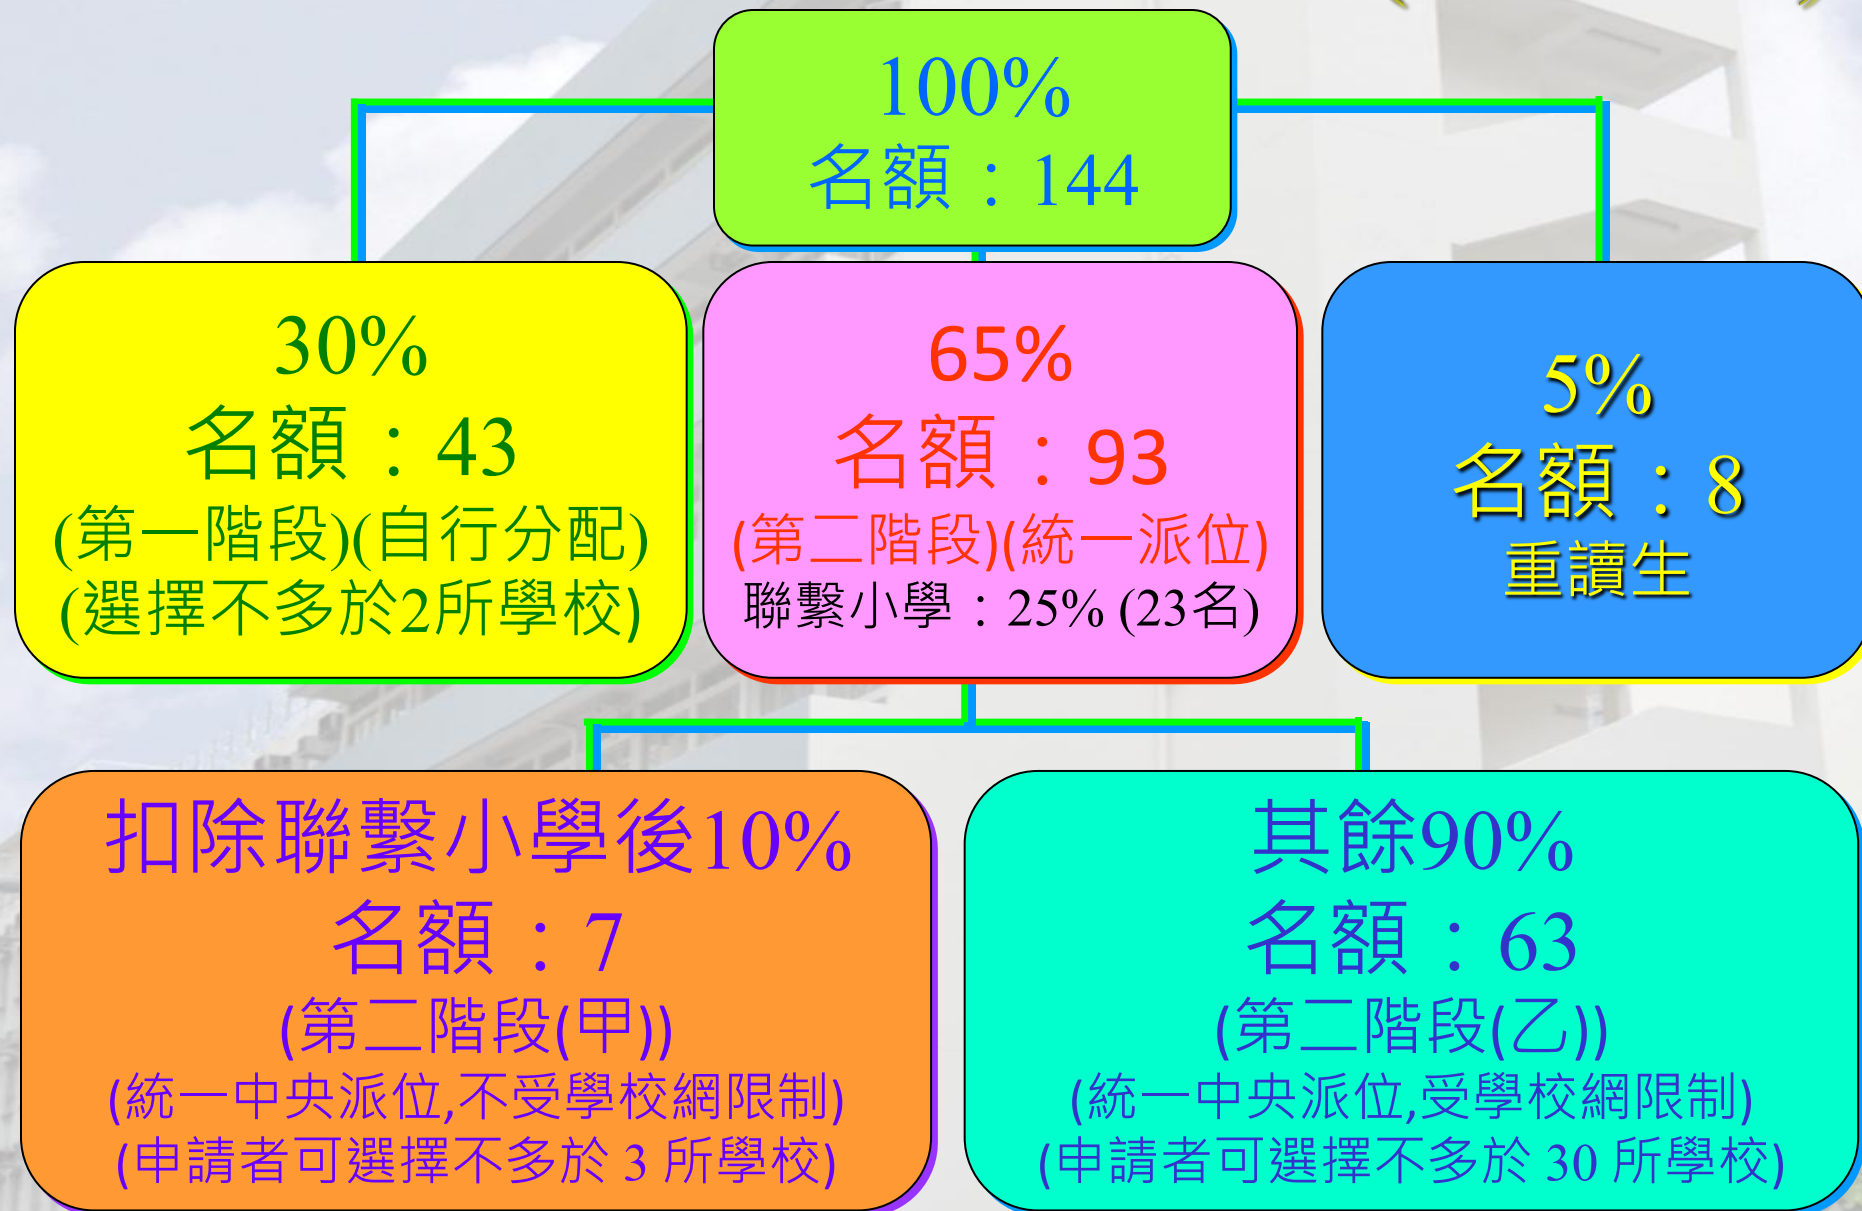 100%
名額：144
30%
名額：43
(第一階段)(自行分配)
(選擇不多於2所學校)
65%
名額：93
(第二階段)(統一派位)
聯繫小學：25% (23名)
5%
名額：8
重讀生
扣除聯繫小學後10%
名額：7
(第二階段(甲))
(統一中央派位,不受學校網限制)
(申請者可選擇不多於 3 所學校)
其餘90%
名額：63
(第二階段(乙))
(統一中央派位,受學校網限制)
(申請者可選擇不多於 30 所學校)